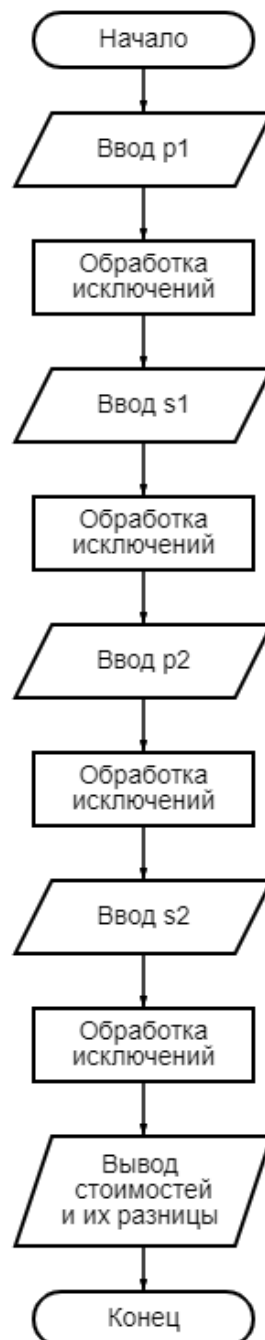 Начало
Ввод p1
Обработка
исключений
Ввод s1
Обработка
исключений
Ввод p2
Обработка
исключений
Ввод s2
Обработка
исключений
Вывод
стоимостей
и их разницы
Конец